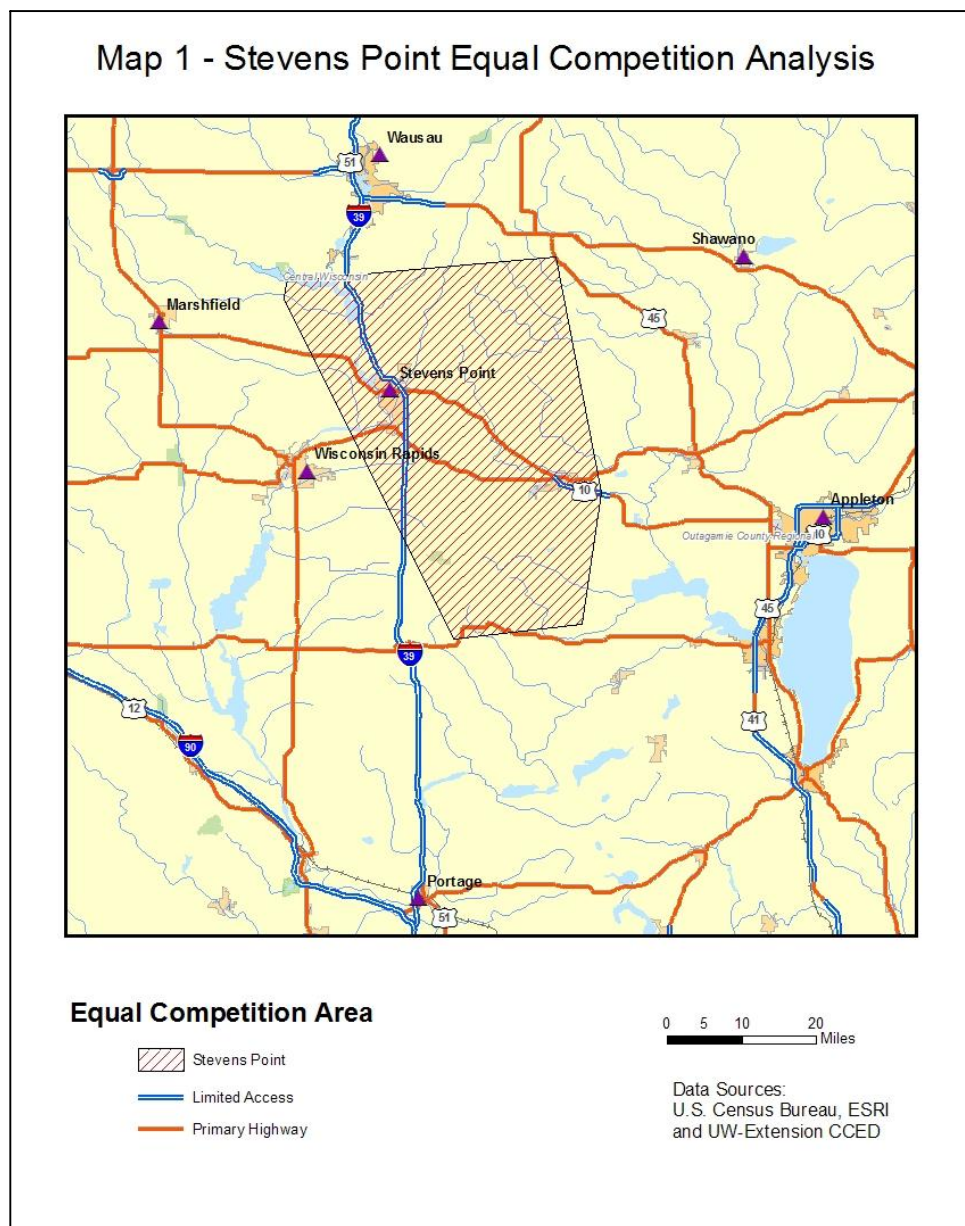 Map 1 - Stevens Point Equal Competition Analysis
Wausau
51
39
Shawano
Central Wisconsin
Marshfield
45
Stevens Point
Wisconsin Rapids
10
Appleton
Outagamie County Regional
10
45
39
12
41
90
Portage
51
Equal Competition Area
Stevens Point
Limited Access
Primary Highway
0 5 10 20
Miles
Data Sources:
U.S. Census Bureau, ESRI
and UW-Extension CCED